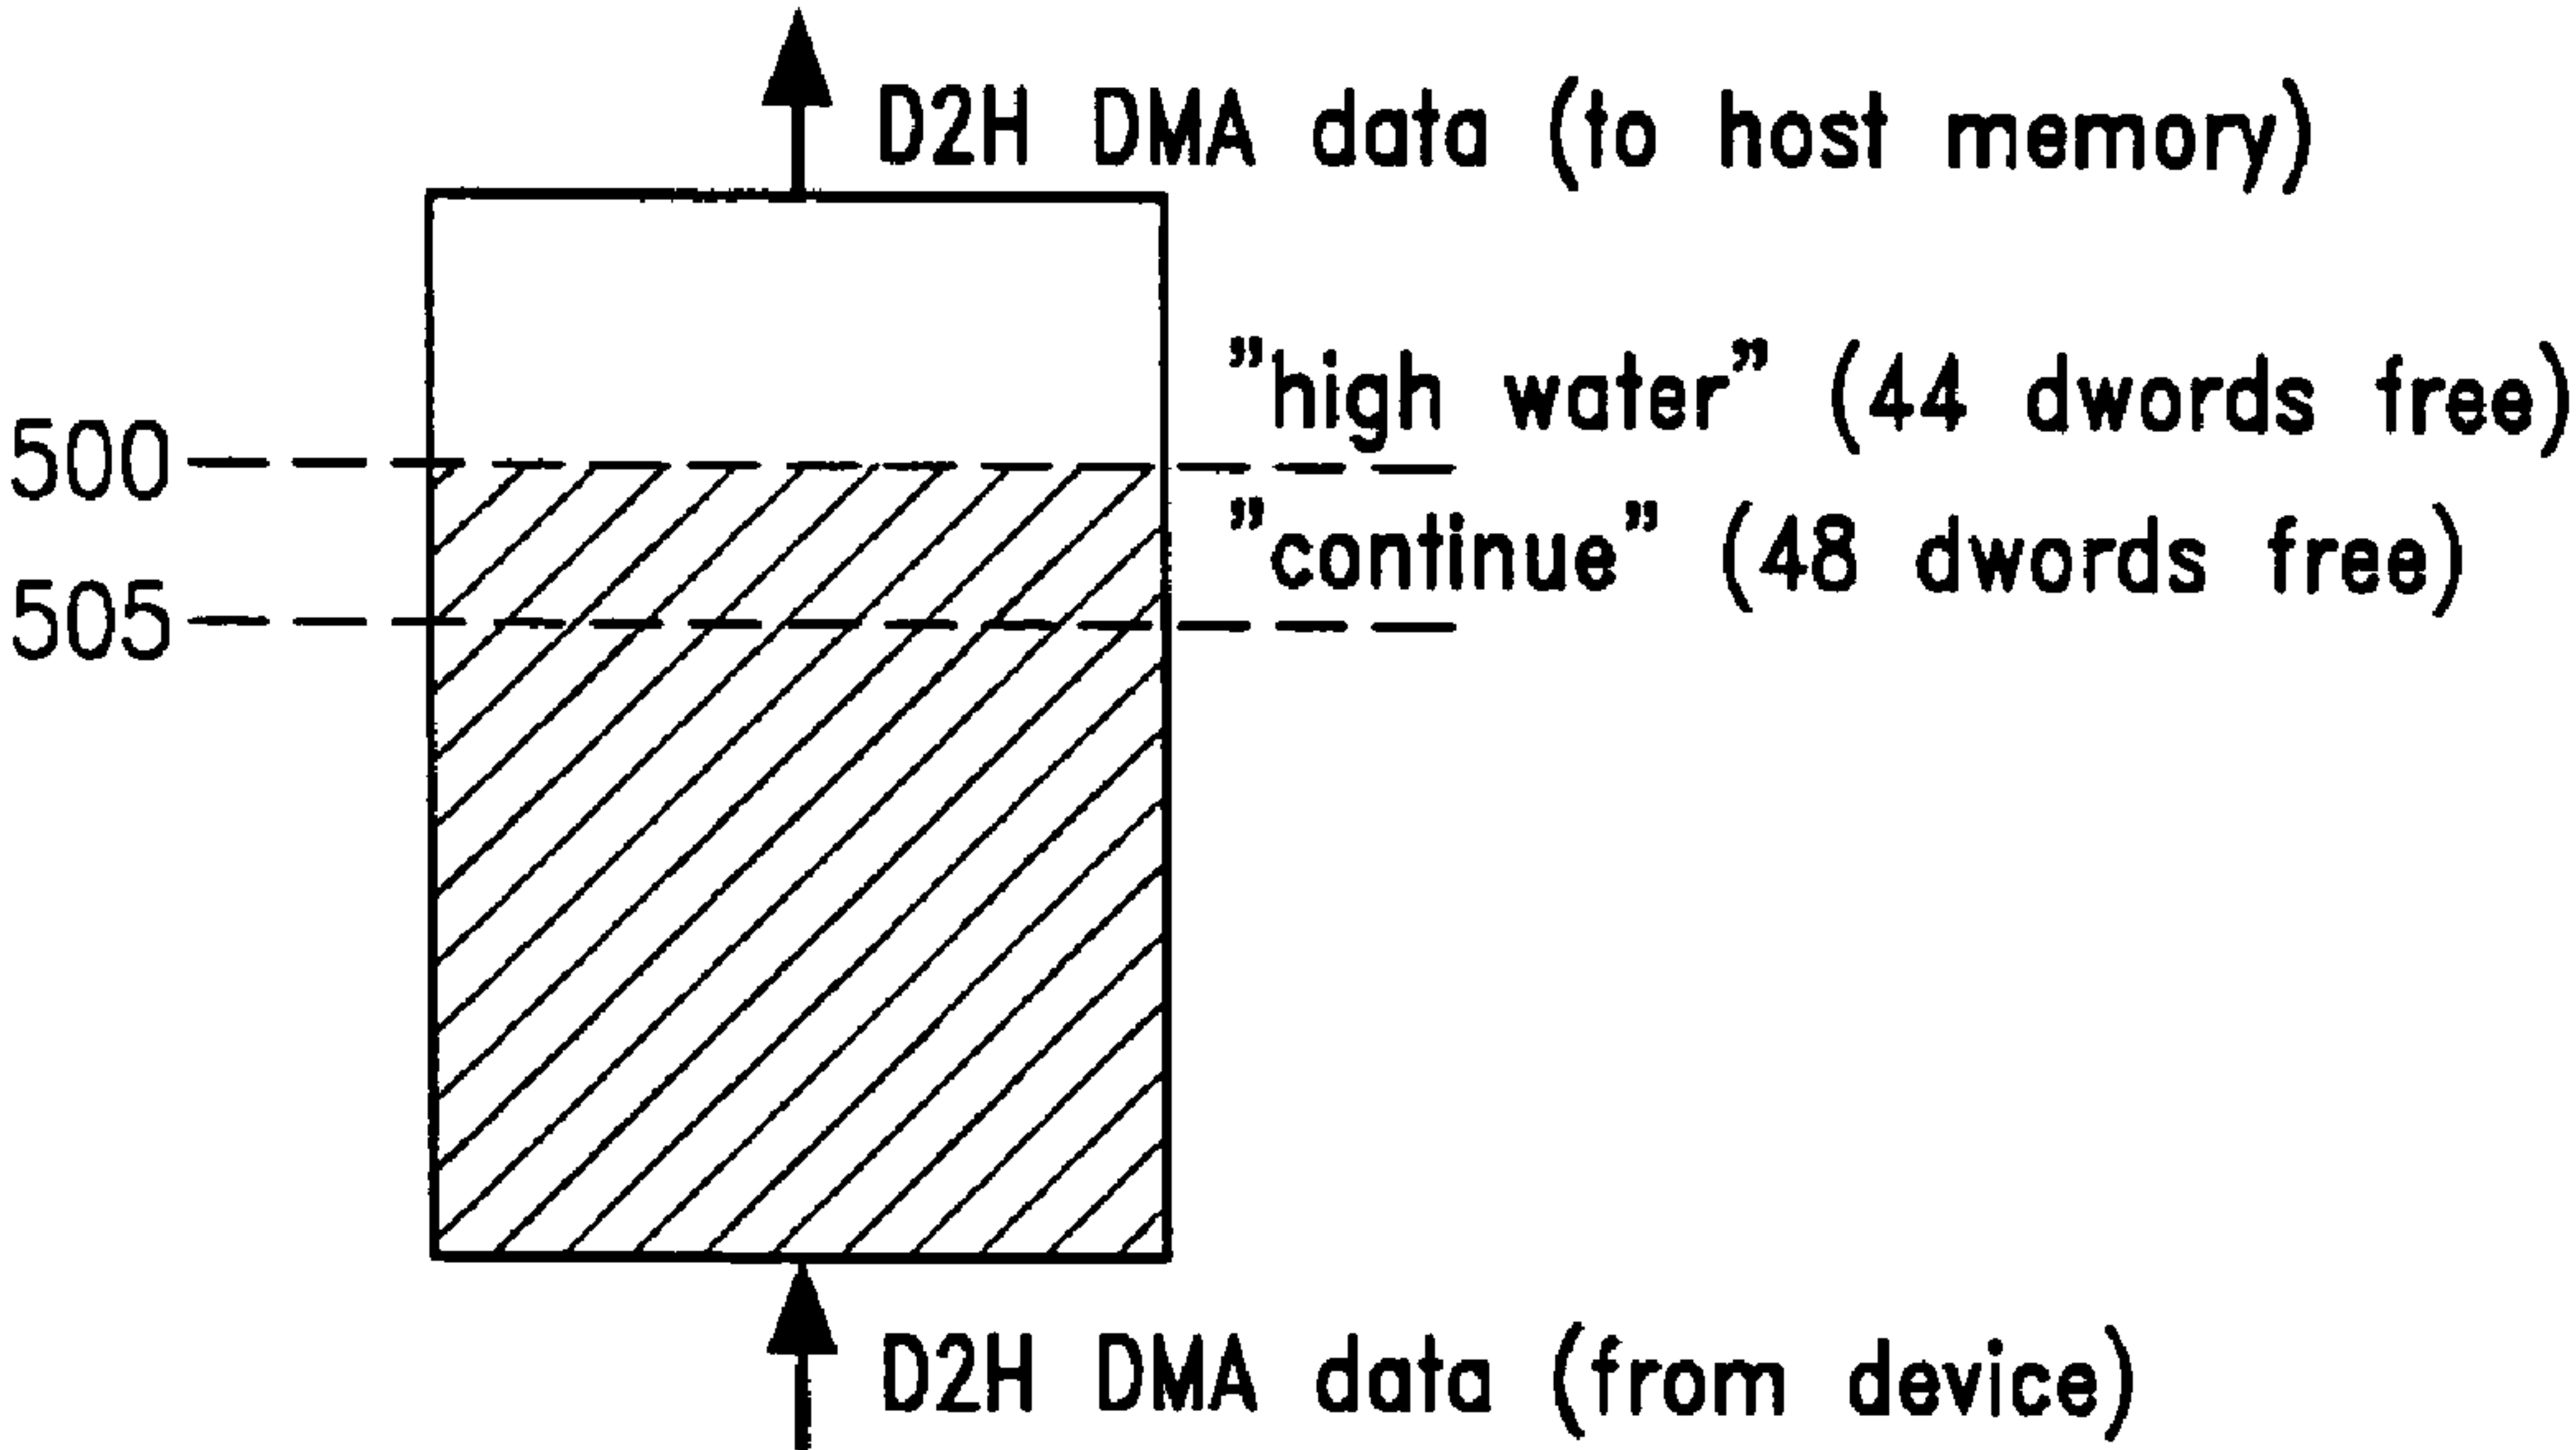 D2H DMA data (to host memory)
"high water" (44 dwords free)
500
"continue" (48 dwords free)
505
D2H DMA data (from device)